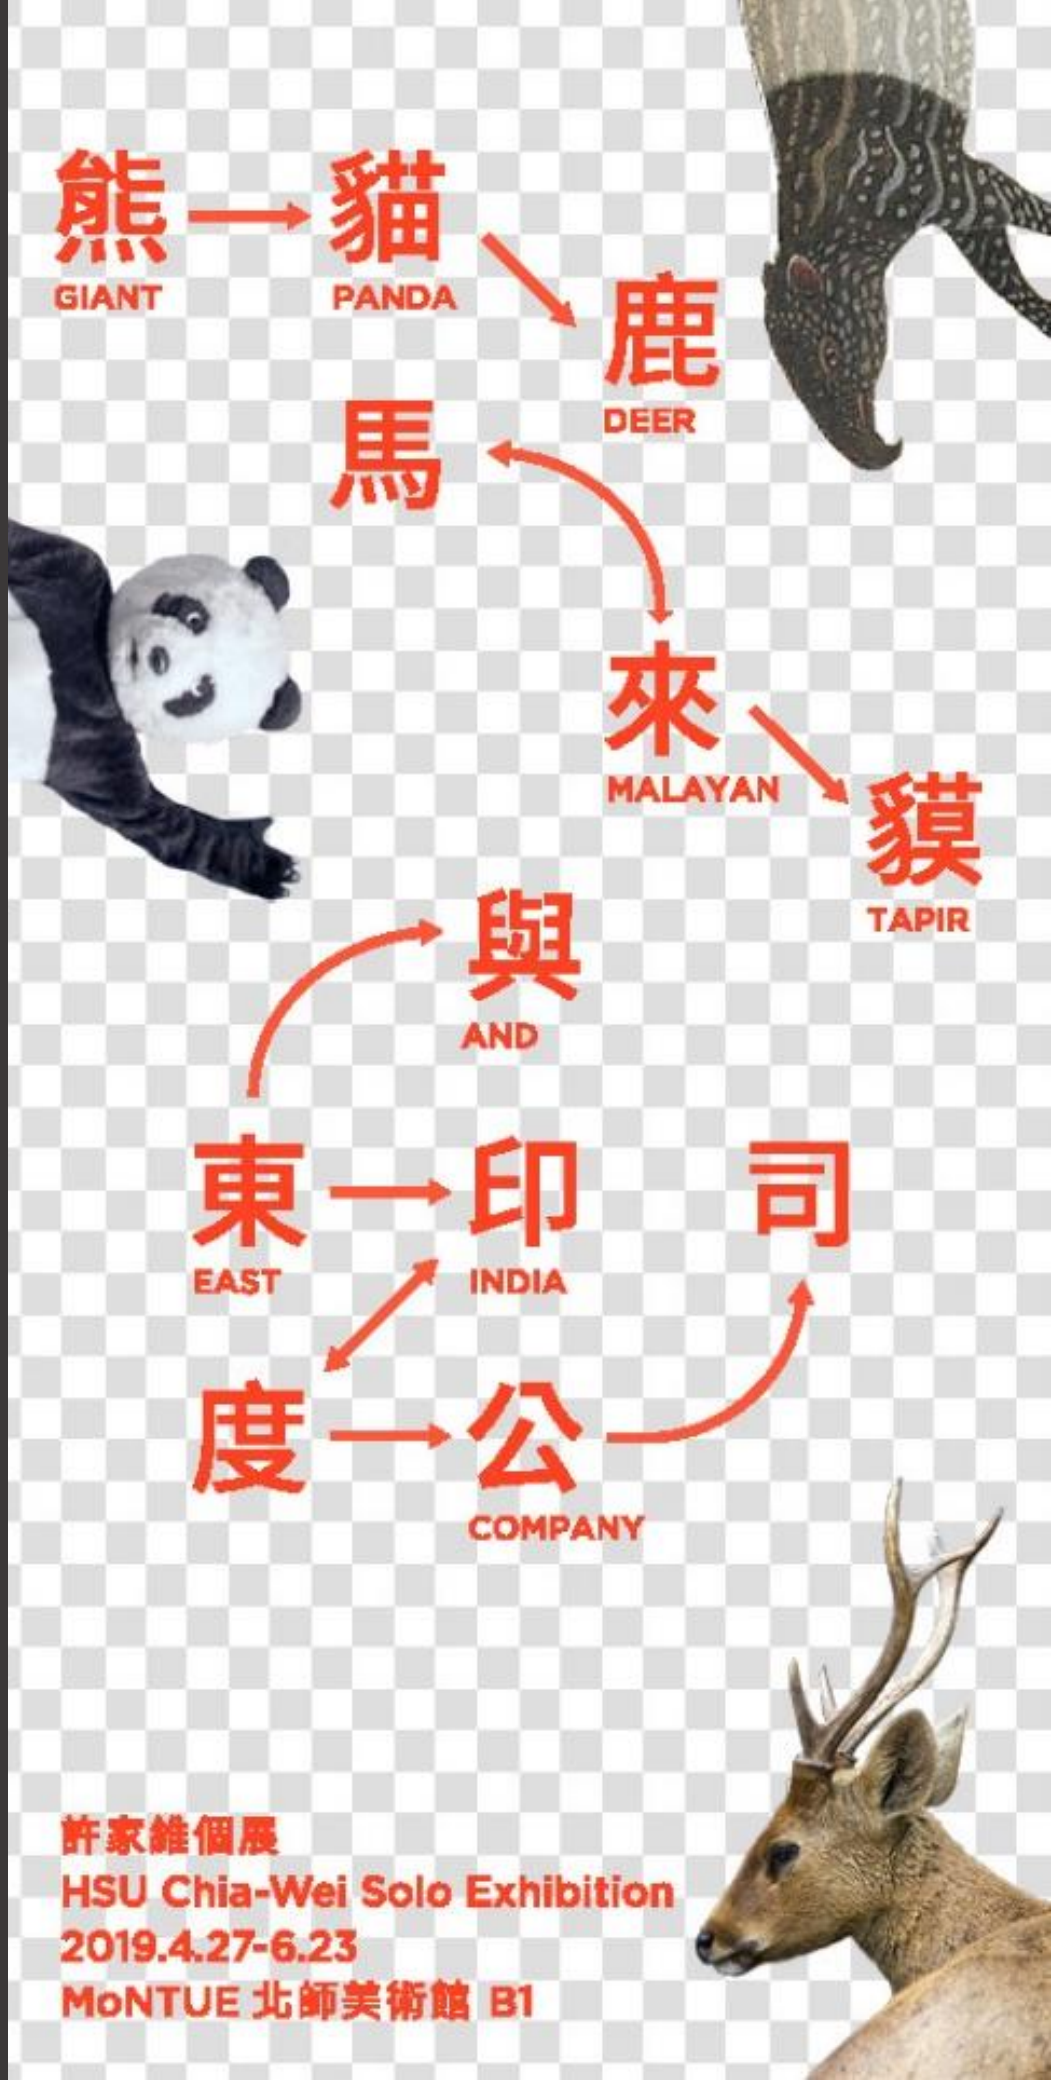 熊 貓
GIANT PANDA
鹿
DEER
馬
來
MALAYAN
貘
TAPIR
與
AND
東 印 司
EAST INDIA
度 公
COMPANY
許家維個展
HSU Chia-Wei Solo Exhibition
2019.4.27-6.23
MoNTUE 北師美術館 B1